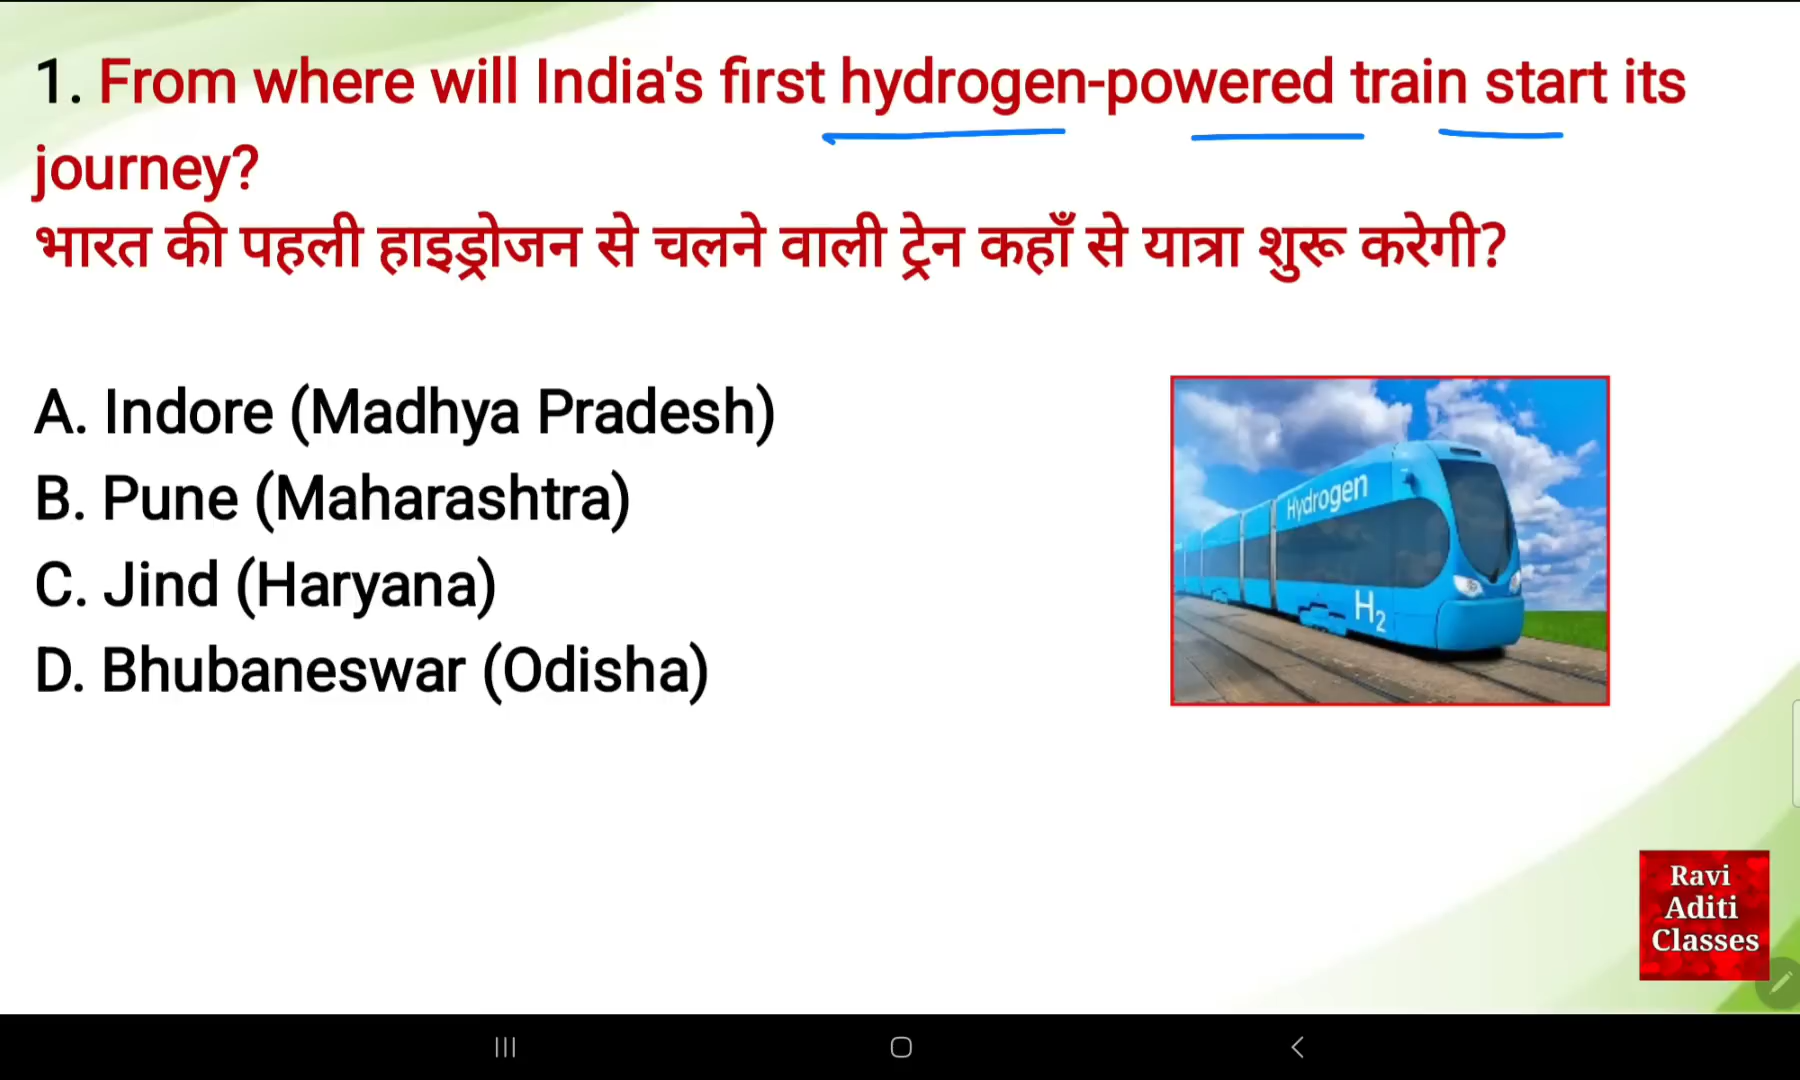 1. From where will India's first hydrogen-powered train start its
journey?
भारत की पहली हाइड्रोजन से चलने वाली ट्रेन कहाँ से यात्रा शुरू करेगी?
A. Indore (Madhya Pradesh)
B. Pune (Maharashtra)
C. Jind (Haryana)
D. Bhubaneswar (Odisha)
Hydrogen
H2
Ravi
Aditi
Classes